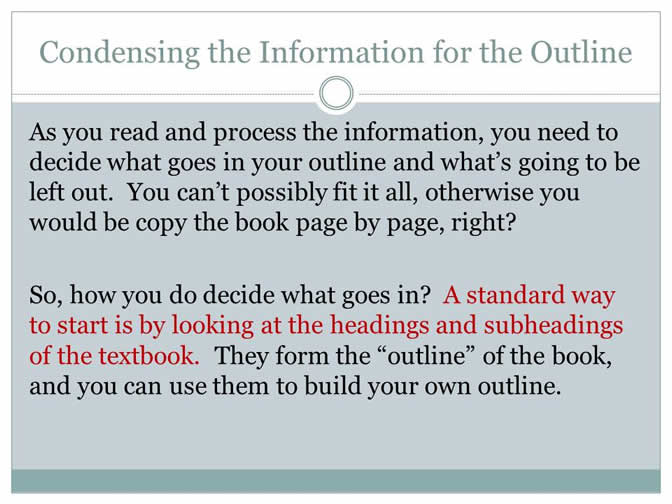 Condensing the Information for the Outline
As you read and process the information, you need to
decide what goes in your outline and what’s going to be
left out.  You can’t possibly fit it all, otherwise you
would be copy the book page by page, right?
So, how you do decide what goes in?  A standard way
to start is by looking at the headings and subheadings
of the textbook.  They form the “outline” of the book,
and you can use them to build your own outline.